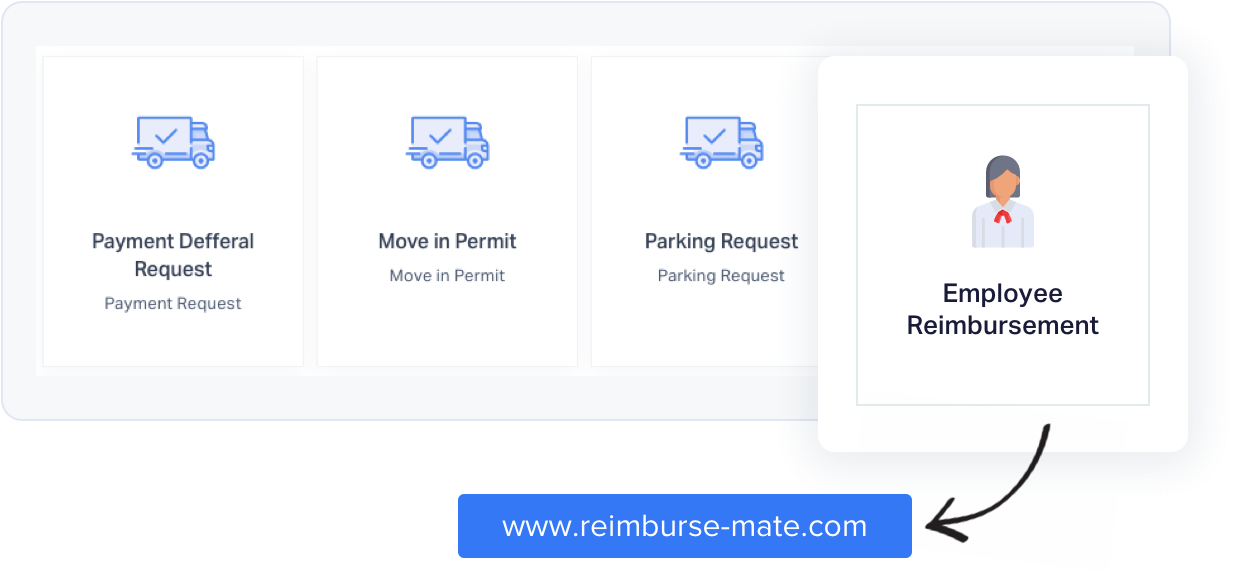 Payment Defferal
Request
Payment Request
Move in Permit
Move in Permit
Parking Request
Parking Request
Employee
Reimbursement
www.reimburse-mate.com